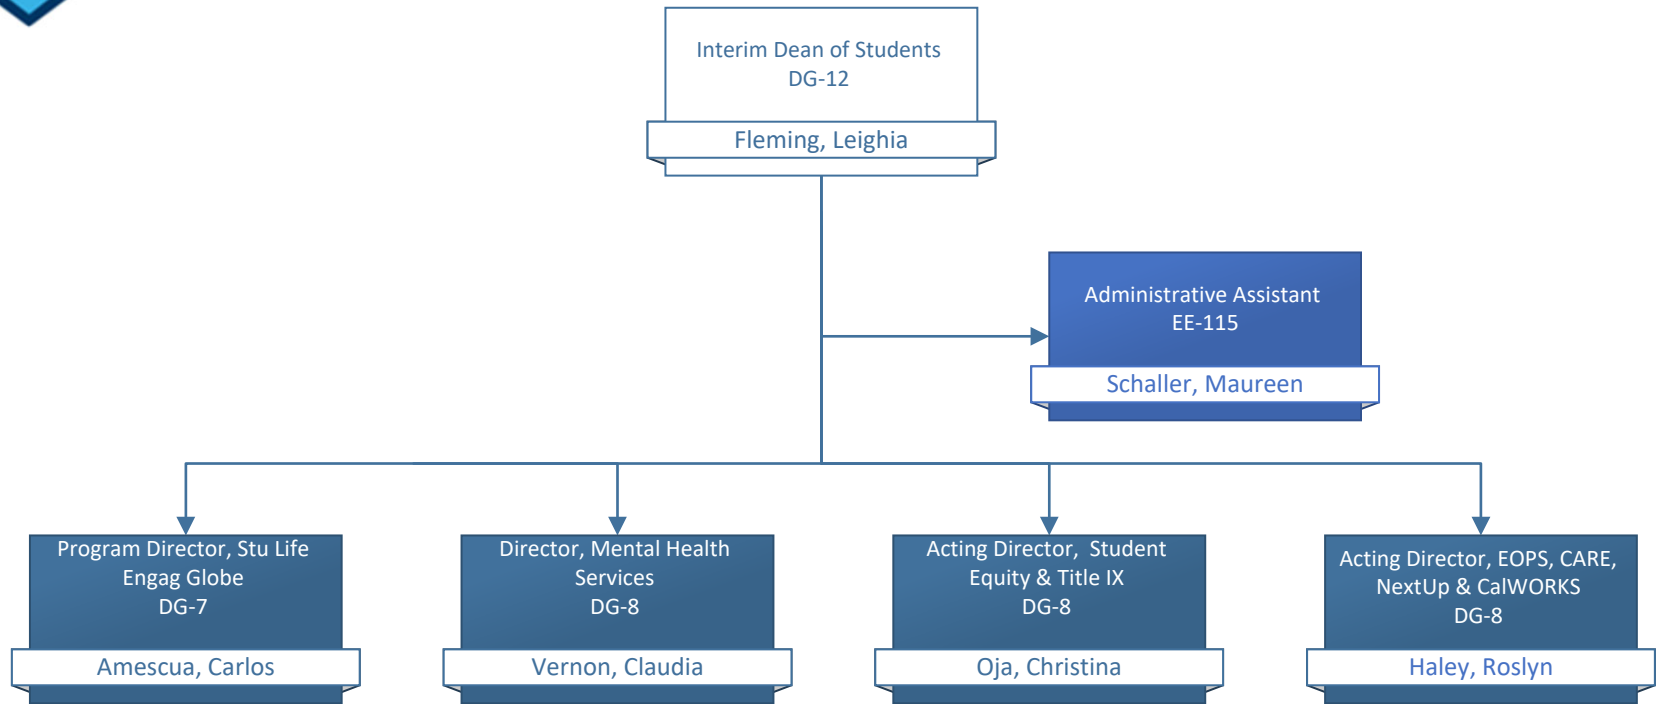 Interim Dean of Students
DG-12
Fleming, Leighia
Administrative Assistant
EE-115
Schaller, Maureen
Program Director, Stu Life
Engag Globe
DG-7
Amescua, Carlos
Director, Mental Health
Services
DG-8
Vernon, Claudia
Acting Director, Student
Equity & Title IX
DG-8
Oja, Christina
Acting Director, EOPS, CARE,
NextUp & CalWORKS
DG-8
Haley, Roslyn